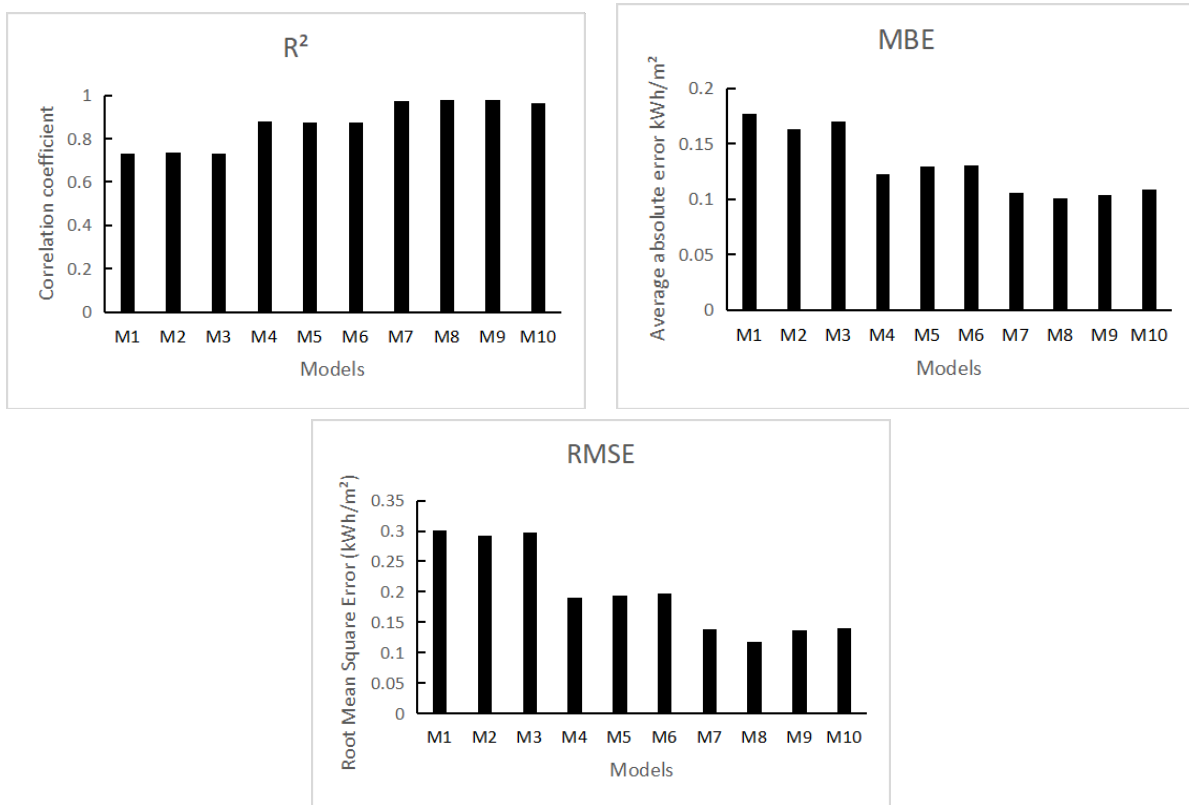 R²
Correlation coefficient
1
0.8
0.6
0.4
0.2
0
M1 M2 M3 M4 M5 M6 M7 M8 M9 M10
Models
MBE
Average absolute error kWh/m²
0.2
0.15
0.1
0.05
0
M1 M2 M3 M4 M5 M6 M7 M8 M9 M10
Models
RMSE
Root Mean Square Error (kWh/m²)
0.35
0.3
0.25
0.2
0.15
0.1
0.05
0
M1 M2 M3 M4 M5 M6 M7 M8 M9 M10
Models